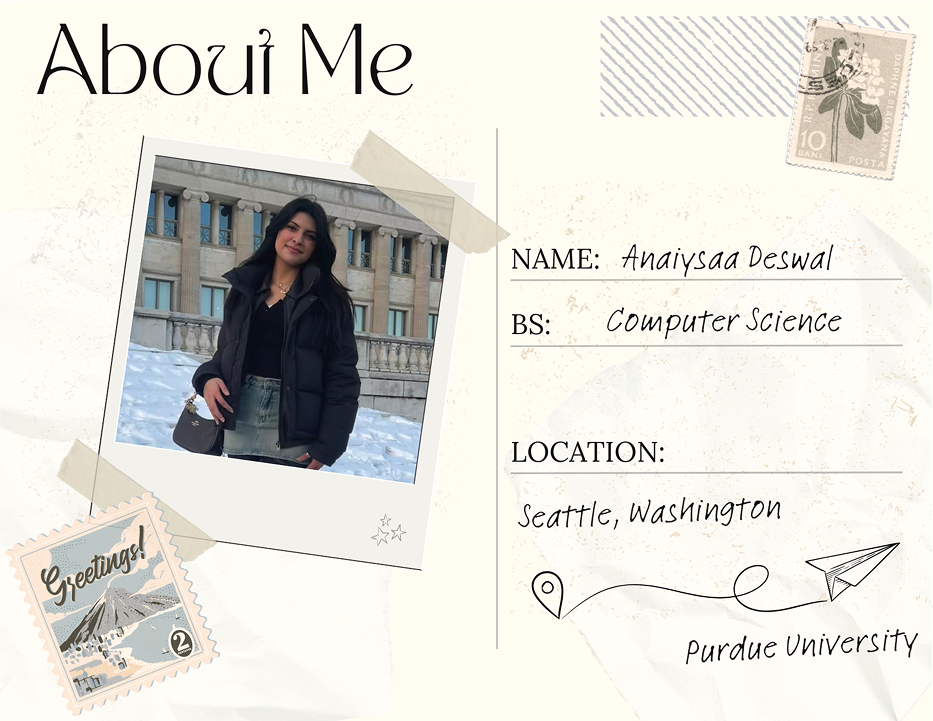 About Me
NAME: Anaiysaa Deswal
BS: Computer Science
LOCATION:
Seattle, Washington
Purdue University
Greetings!
2
10
BANI
POSTA